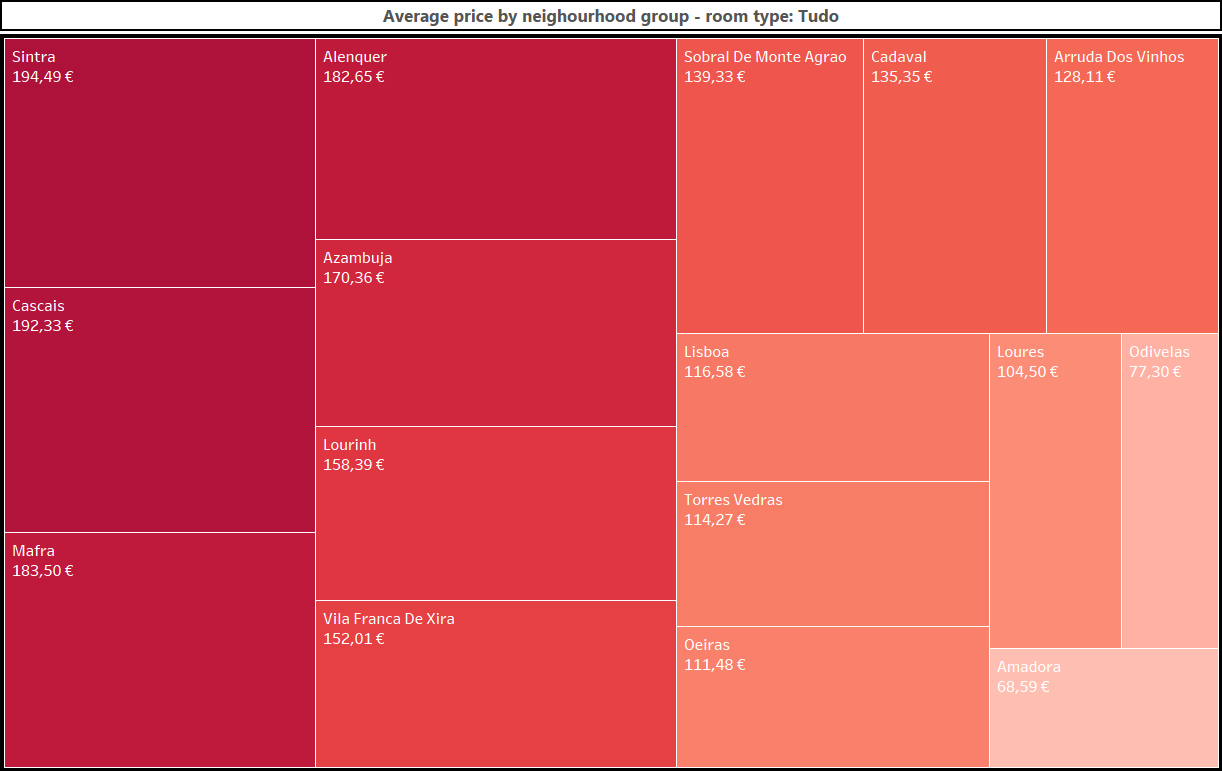 Average price by neighourhood group - room type: Tudo
Sintra
194,49 €
Cascais
192,33 €
Mafra
183,50 €
Alenquer
182,65 €
Azambuja
170,36 €
Lourinh
158,39 €
Vila Franca De Xira
152,01 €
Sobral De Monte Agrao
139,33 €
Cadaval
135,35 €
Arruda Dos Vinhos
128,11 €
Lisboa
116,58 €
Torres Vedras
114,27 €
Oeiras
111,48 €
Loures
104,50 €
Odivelas
77,30 €
Amadora
68,59 €